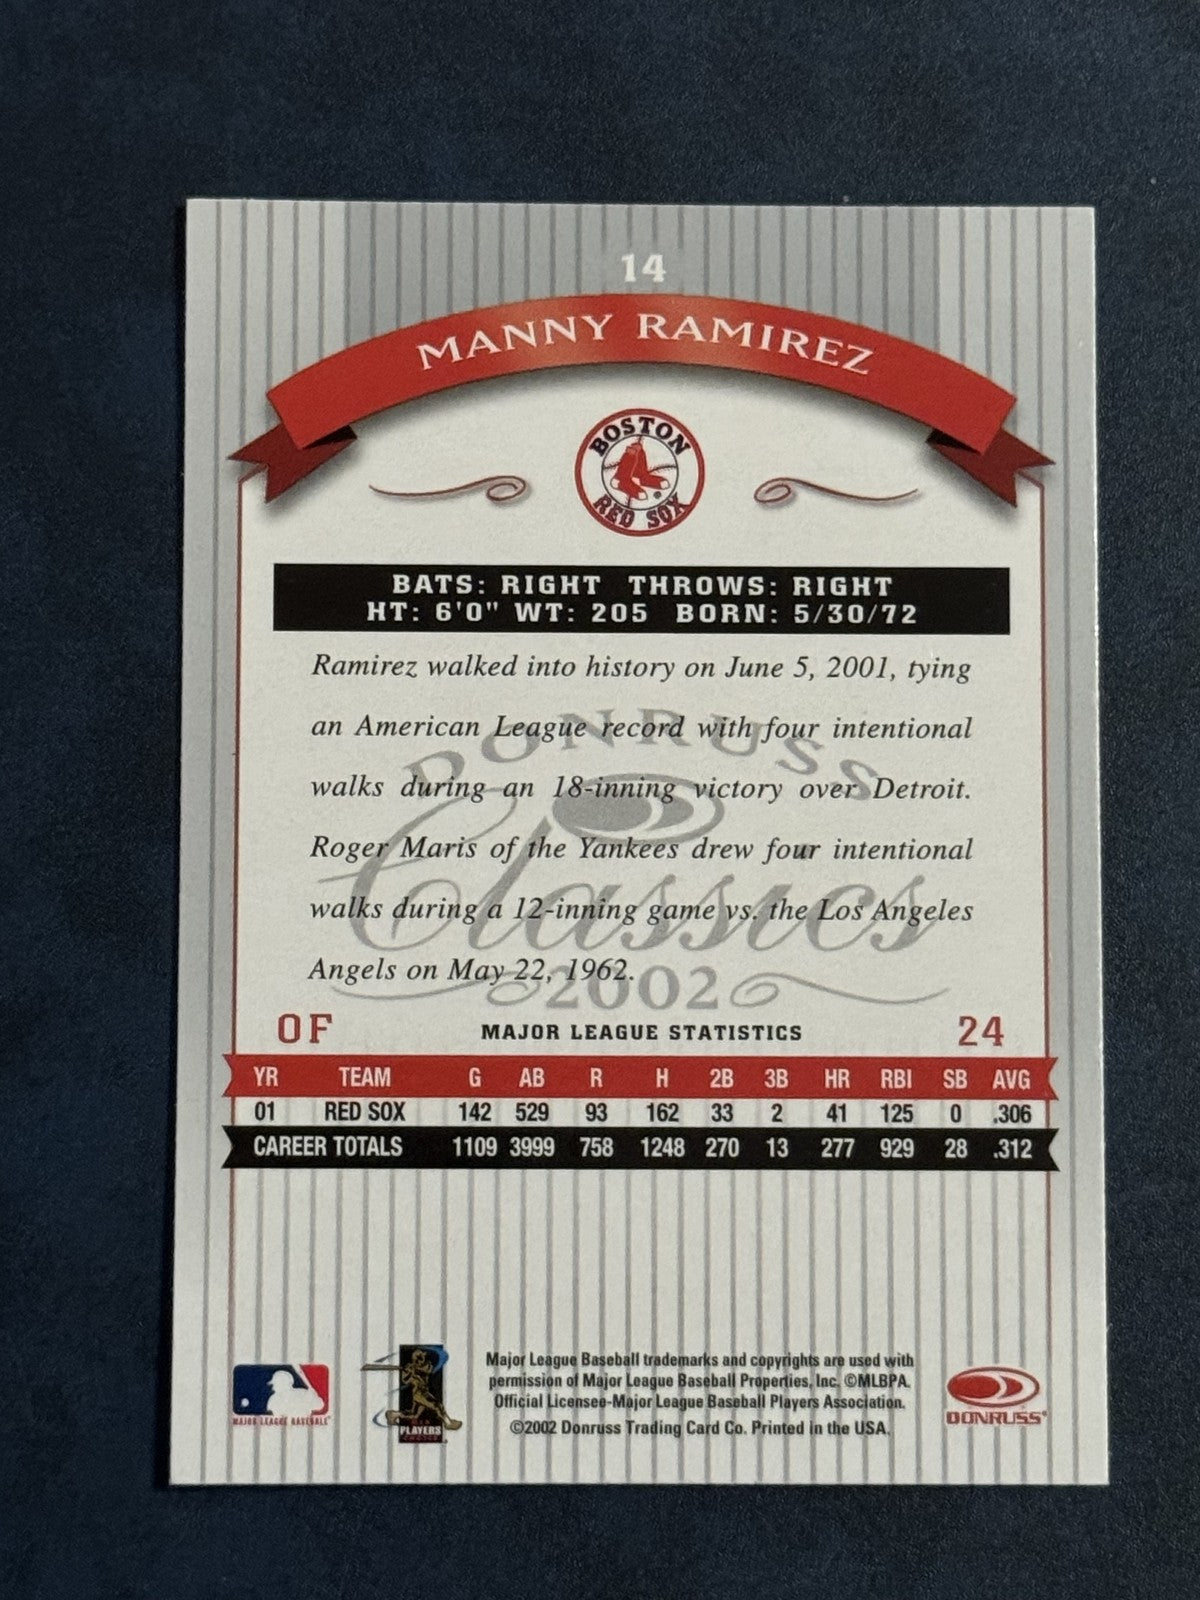 14
MANNY RAMIREZ
BOSTON
RED SOX
BATS: RIGHT THROWS: RIGHT
HT: 6'0" WT: 205 BORN: 5/30/72
Ramirez walked into history on June 5, 2001, tying
an American League record with four intentional
walks during an 18-inning victory over Detroit.
Roger Maris of the Yankees drew four intentional
walks during a 12-inning game vs. the Los Angeles
Angels on May 22, 1962.
DONRUSS
Classics
2002
OF MAJOR LEAGUE STATISTICS 24
YR TEAM G AB R H 2B 3B HR RBI SB AVG
01 RED SOX 142 529 93 162 33 2 41 125 0 .306
CAREER TOTALS 1109 3999 758 1248 270 13 277 929 28 .312
MAJOR LEAGUE BASEBALL
PLAYERS
Major League Baseball trademarks and copyrights are used with
permission of Major League Baseball Properties, Inc. ©MLBPA.
Official Licensee-Major League Baseball Players Association.
©2002 Donruss Trading Card Co. Printed in the USA.
DONRUSS